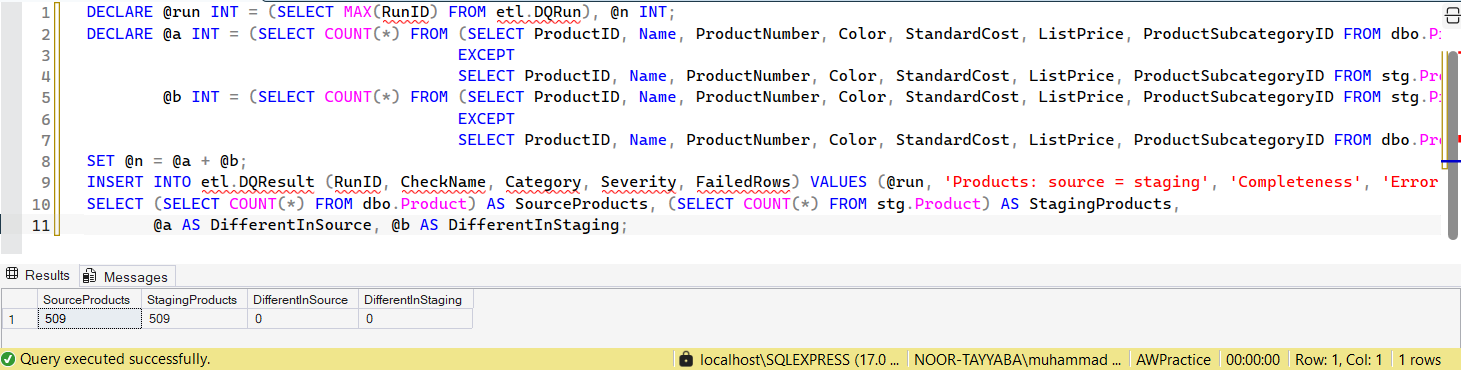 1 DECLARE @run INT = (SELECT MAX(RunID) FROM etl.DQRun), @n INT;
2 DECLARE @a INT = (SELECT COUNT(*) FROM (SELECT ProductID, Name, ProductNumber, Color, StandardCost, ListPrice, ProductSubcategoryID FROM dbo.P
3 EXCEPT
4 SELECT ProductID, Name, ProductNumber, Color, StandardCost, ListPrice, ProductSubcategoryID FROM stg.Pro
5 @b INT = (SELECT COUNT(*) FROM (SELECT ProductID, Name, ProductNumber, Color, StandardCost, ListPrice, ProductSubcategoryID FROM stg.P
6 EXCEPT
7 SELECT ProductID, Name, ProductNumber, Color, StandardCost, ListPrice, ProductSubcategoryID FROM dbo.Pro
8 SET @n = @a + @b;
9 INSERT INTO etl.DQResult (RunID, CheckName, Category, Severity, FailedRows) VALUES (@run, 'Products: source = staging', 'Completeness', 'Error
10 SELECT (SELECT COUNT(*) FROM dbo.Product) AS SourceProducts, (SELECT COUNT(*) FROM stg.Product) AS StagingProducts,
11 @a AS DifferentInSource, @b AS DifferentInStaging;
Results Messages
SourceProducts StagingProducts DifferentInSource DifferentInStaging
1 509 509 0 0
Query executed successfully. localhost\SQLEXPRESS (17.0 ... NOOR-TAYYABA\muhammad ... AWPractice 00:00:00 Row: 1, Col: 1 1 rows